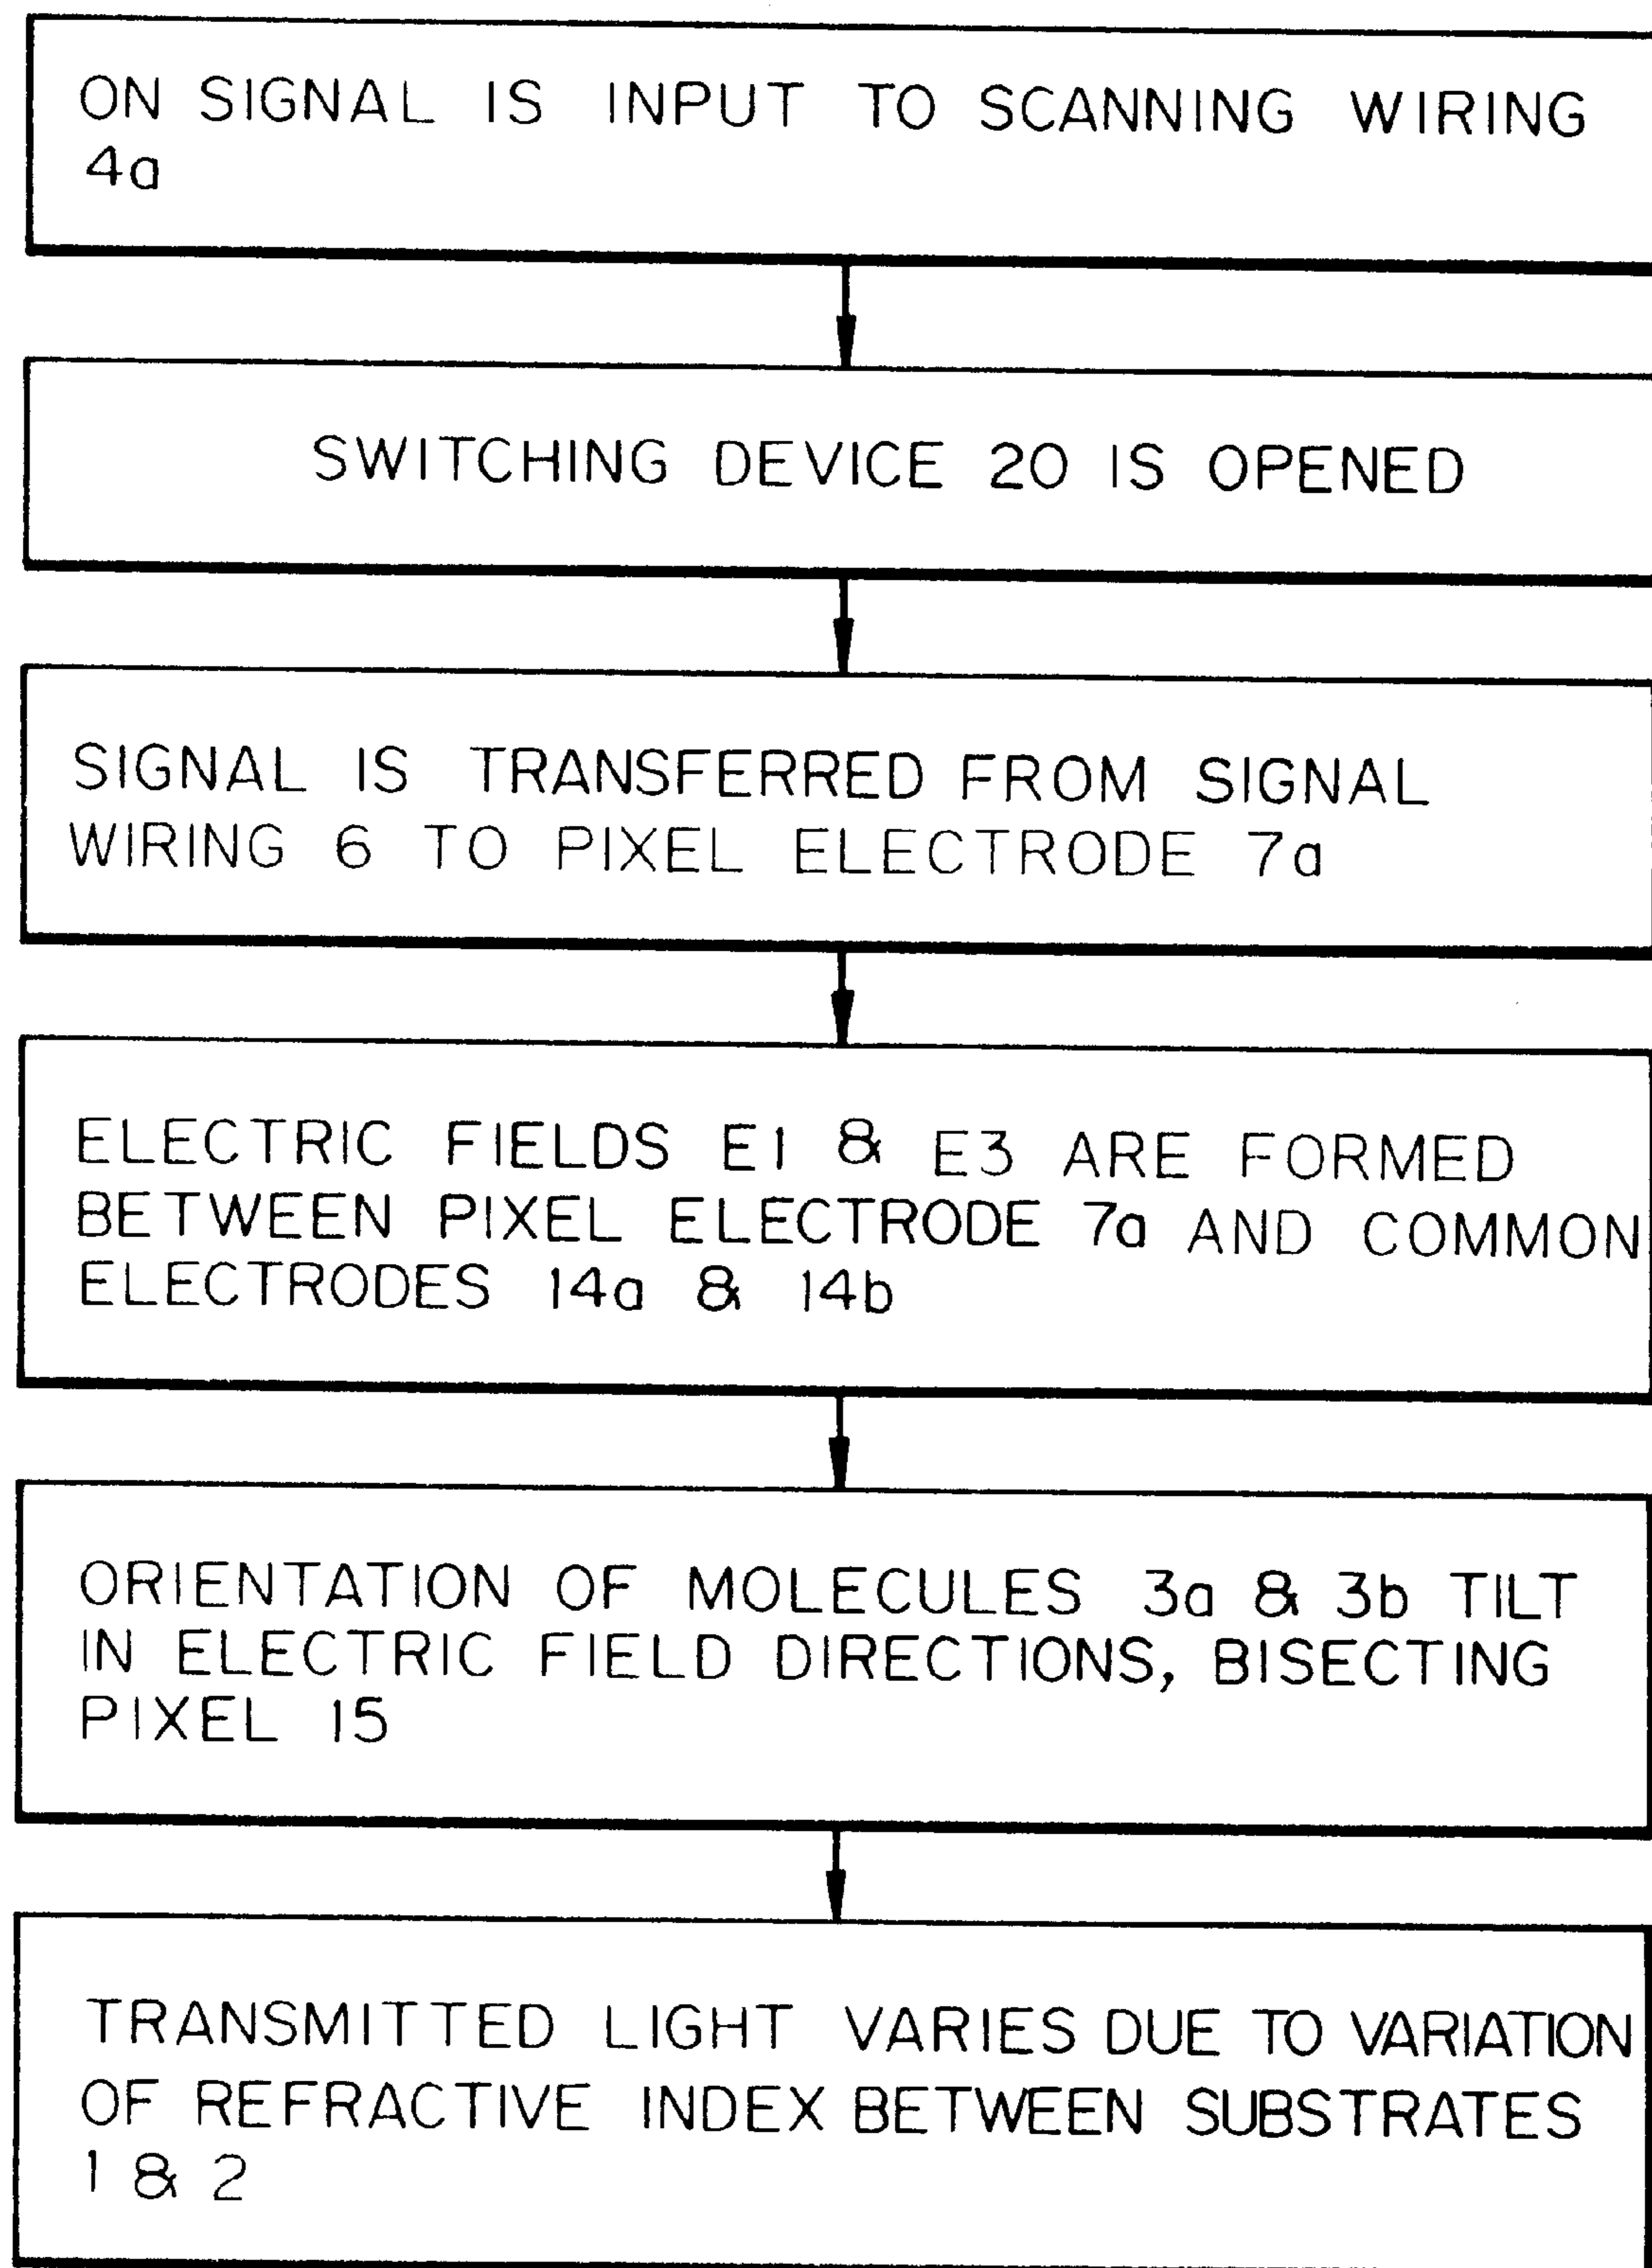 ON SIGNAL IS INPUT TO SCANNING WIRING
4a
SWITCHING DEVICE 20 IS OPENED
SIGNAL IS TRANSFERRED FROM SIGNAL
WIRING 6 TO PIXEL ELECTRODE 7a
ELECTRIC FIELDS E1 & E3 ARE FORMED
BETWEEN PIXEL ELECTRODE 7a AND COMMON
ELECTRODES 14a & 14b
ORIENTATION OF MOLECULES 3a & 3b TILT
IN ELECTRIC FIELD DIRECTIONS, BISECTING
PIXEL 15
TRANSMITTED LIGHT VARIES DUE TO VARIATION
OF REFRACTIVE INDEX BETWEEN SUBSTRATES
1 & 2